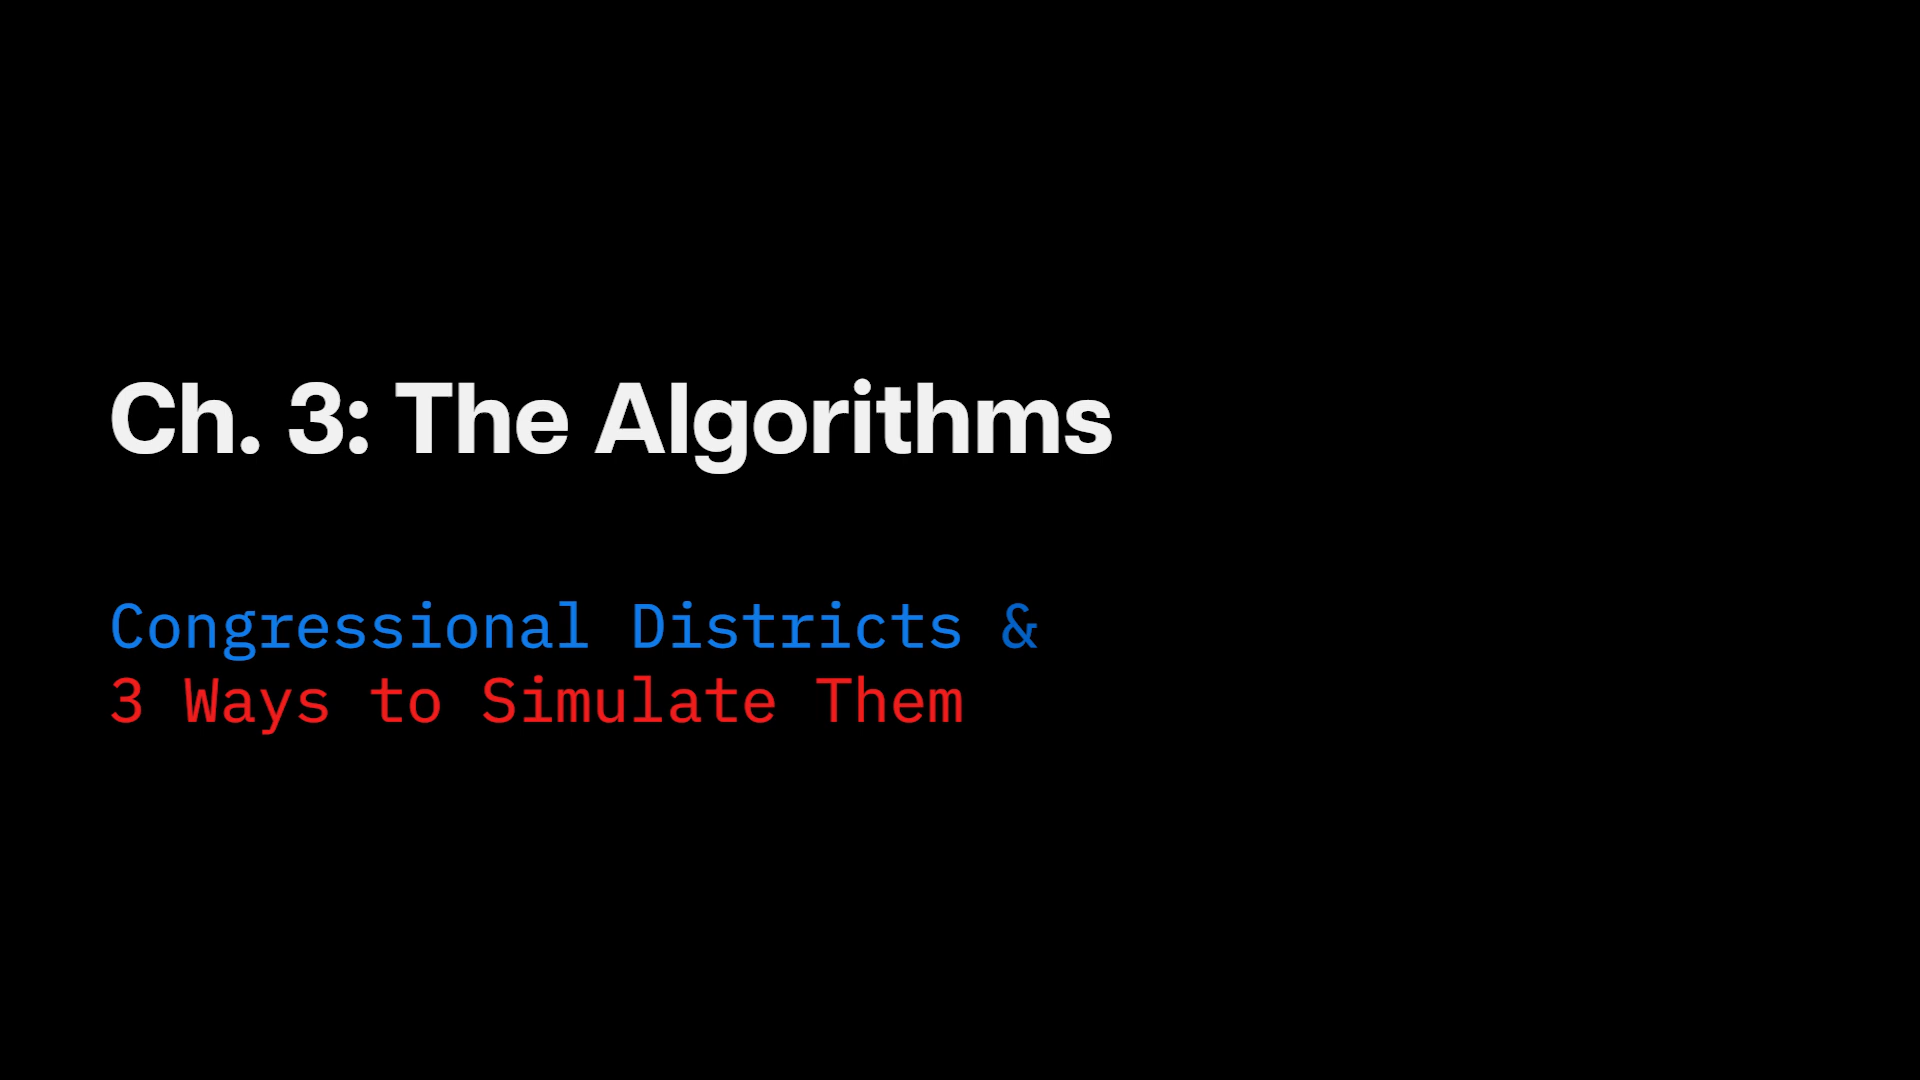 Ch. 3: The Algorithms
Congressional Districts &
3 Ways to Simulate Them